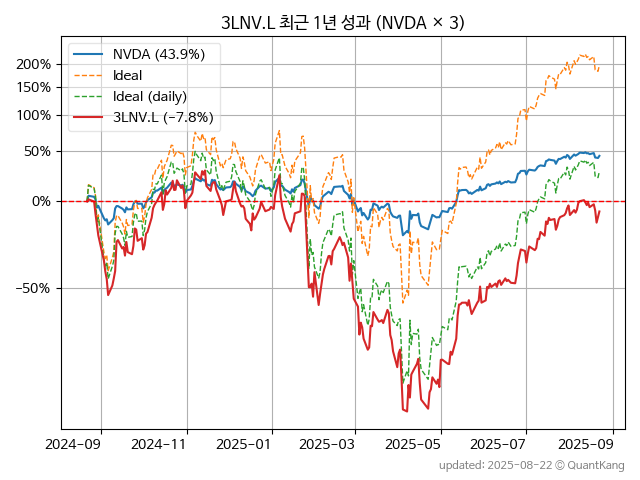 3LNV.L 최근 1년 성과 (NVDA × 3)
NVDA (43.9%)
Ideal
Ideal (daily)
3LNV.L (−7.8%)
200%
150%
100%
50%
0%
−50%
2024-09
2024-11
2025-01
2025-03
2025-05
2025-07
2025-09
updated: 2025-08-22 © QuantKang